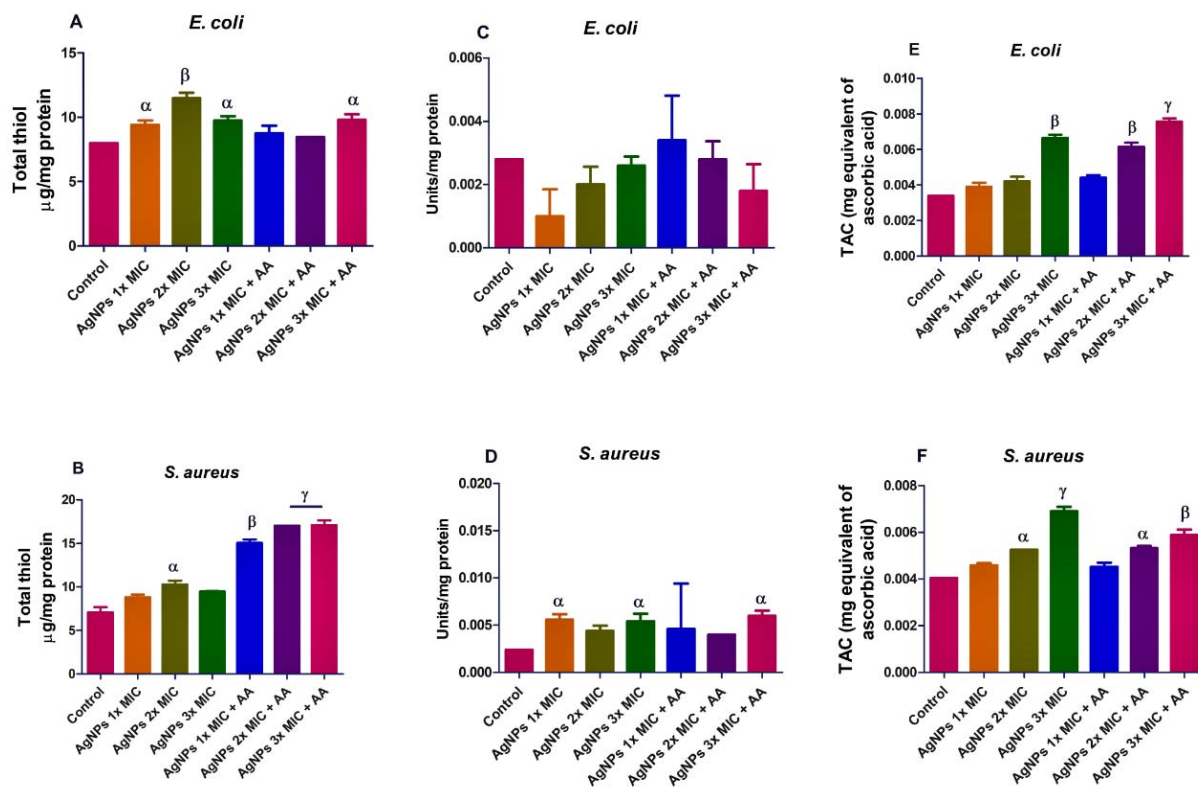 A
E. coli
Total thiol
μg/mg protein
15
10
5
0
α
β
α
α
Control
AgNPs 1x MIC
AgNPs 2x MIC
AgNPs 3x MIC
AgNPs 1x MIC + AA
AgNPs 2x MIC + AA
AgNPs 3x MIC + AA
C
E. coli
Units/mg protein
0.006
0.004
0.002
0.000
Control
AgNPs 1x MIC
AgNPs 2x MIC
AgNPs 3x MIC
AgNPs 1x MIC + AA
AgNPs 2x MIC + AA
AgNPs 3x MIC + AA
E
E. coli
TAC (mg equivalent of
ascorbic acid)
0.010
0.008
0.006
0.004
0.002
0.000
β
β
γ
Control
AgNPs 1x MIC
AgNPs 2x MIC
AgNPs 3x MIC
AgNPs 1x MIC + AA
AgNPs 2x MIC + AA
AgNPs 3x MIC + AA
B
S. aureus
Total thiol
μg/mg protein
20
15
10
5
0
α
β
γ
Control
AgNPs 1x MIC
AgNPs 2x MIC
AgNPs 3x MIC
AgNPs 1x MIC + AA
AgNPs 2x MIC + AA
AgNPs 3x MIC + AA
D
S. aureus
Units/mg protein
0.020
0.015
0.010
0.005
0.000
α
α
α
Control
AgNPs 1x MIC
AgNPs 2x MIC
AgNPs 3x MIC
AgNPs 1x MIC + AA
AgNPs 2x MIC + AA
AgNPs 3x MIC + AA
F
S. aureus
TAC (mg equivalent of
ascorbic acid)
0.008
0.006
0.004
0.002
0.000
α
γ
α
β
Control
AgNPs 1x MIC
AgNPs 2x MIC
AgNPs 3x MIC
AgNPs 1x MIC + AA
AgNPs 2x MIC + AA
AgNPs 3x MIC + AA